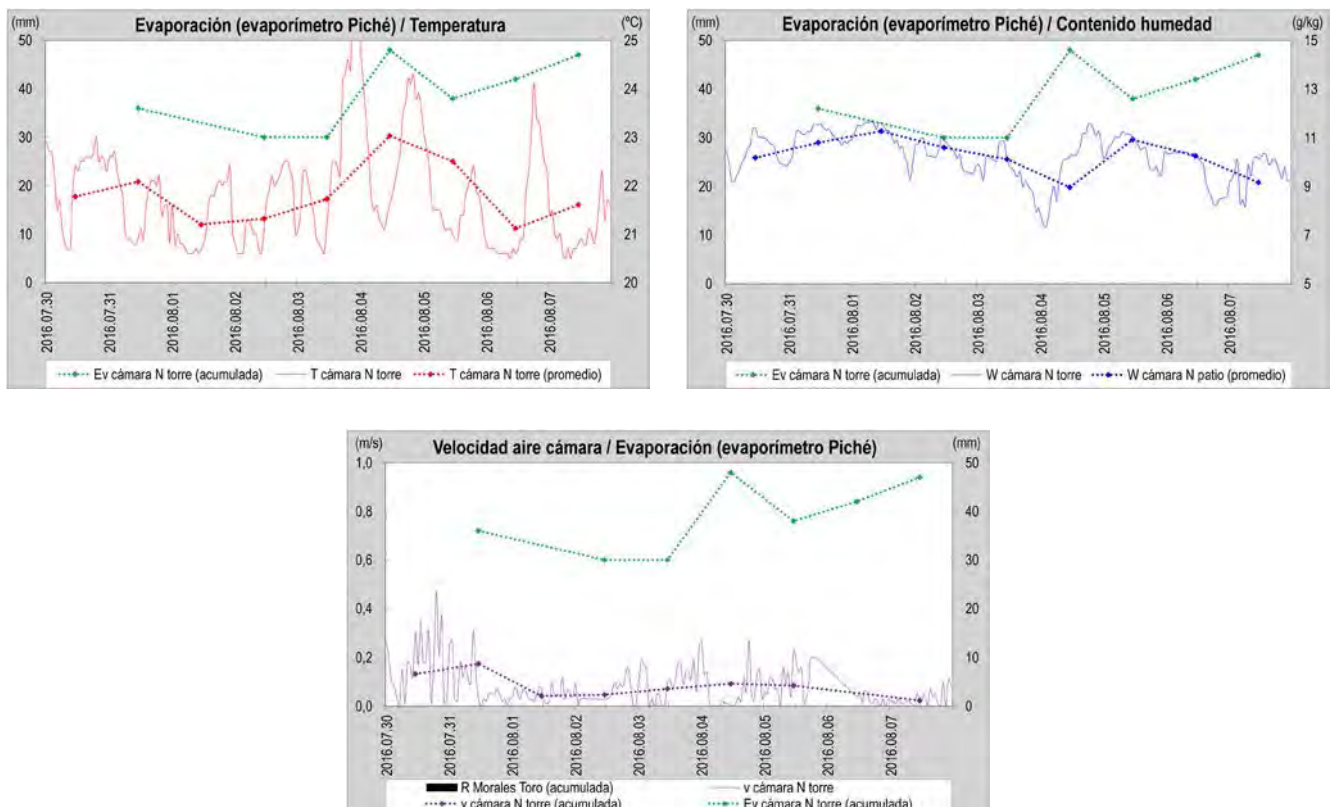 (mm) Evaporación (evaporímetro Piché) / Temperatura (ºC)
50 25
40 24
30 23
20 22
10 21
0 20
2016.07.30 2016.07.31 2016.08.01 2016.08.02 2016.08.03 2016.08.04 2016.08.05 2016.08.06 2016.08.07
Ev cámara N torre (acumulada) T cámara N torre T cámara N torre (promedio)
(mm) Evaporación (evaporímetro Piché) / Contenido humedad (g/kg)
50 15
40 13
30 11
20 9
10 7
0 5
2016.07.30 2016.07.31 2016.08.01 2016.08.02 2016.08.03 2016.08.04 2016.08.05 2016.08.06 2016.08.07
Ev cámara N torre (acumulada) W cámara N torre W cámara N patio (promedio)
(m/s) Velocidad aire cámara / Evaporación (evaporímetro Piché) (mm)
1,0 50
0,8 40
0,6 30
0,4 20
0,2 10
0,0 0
2016.07.30 2016.07.31 2016.08.01 2016.08.02 2016.08.03 2016.08.04 2016.08.05 2016.08.06 2016.08.07
R Morales Toro (acumulada) v cámara N torre
v cámara N torre (acumulada) Ev cámara N torre (acumulada)